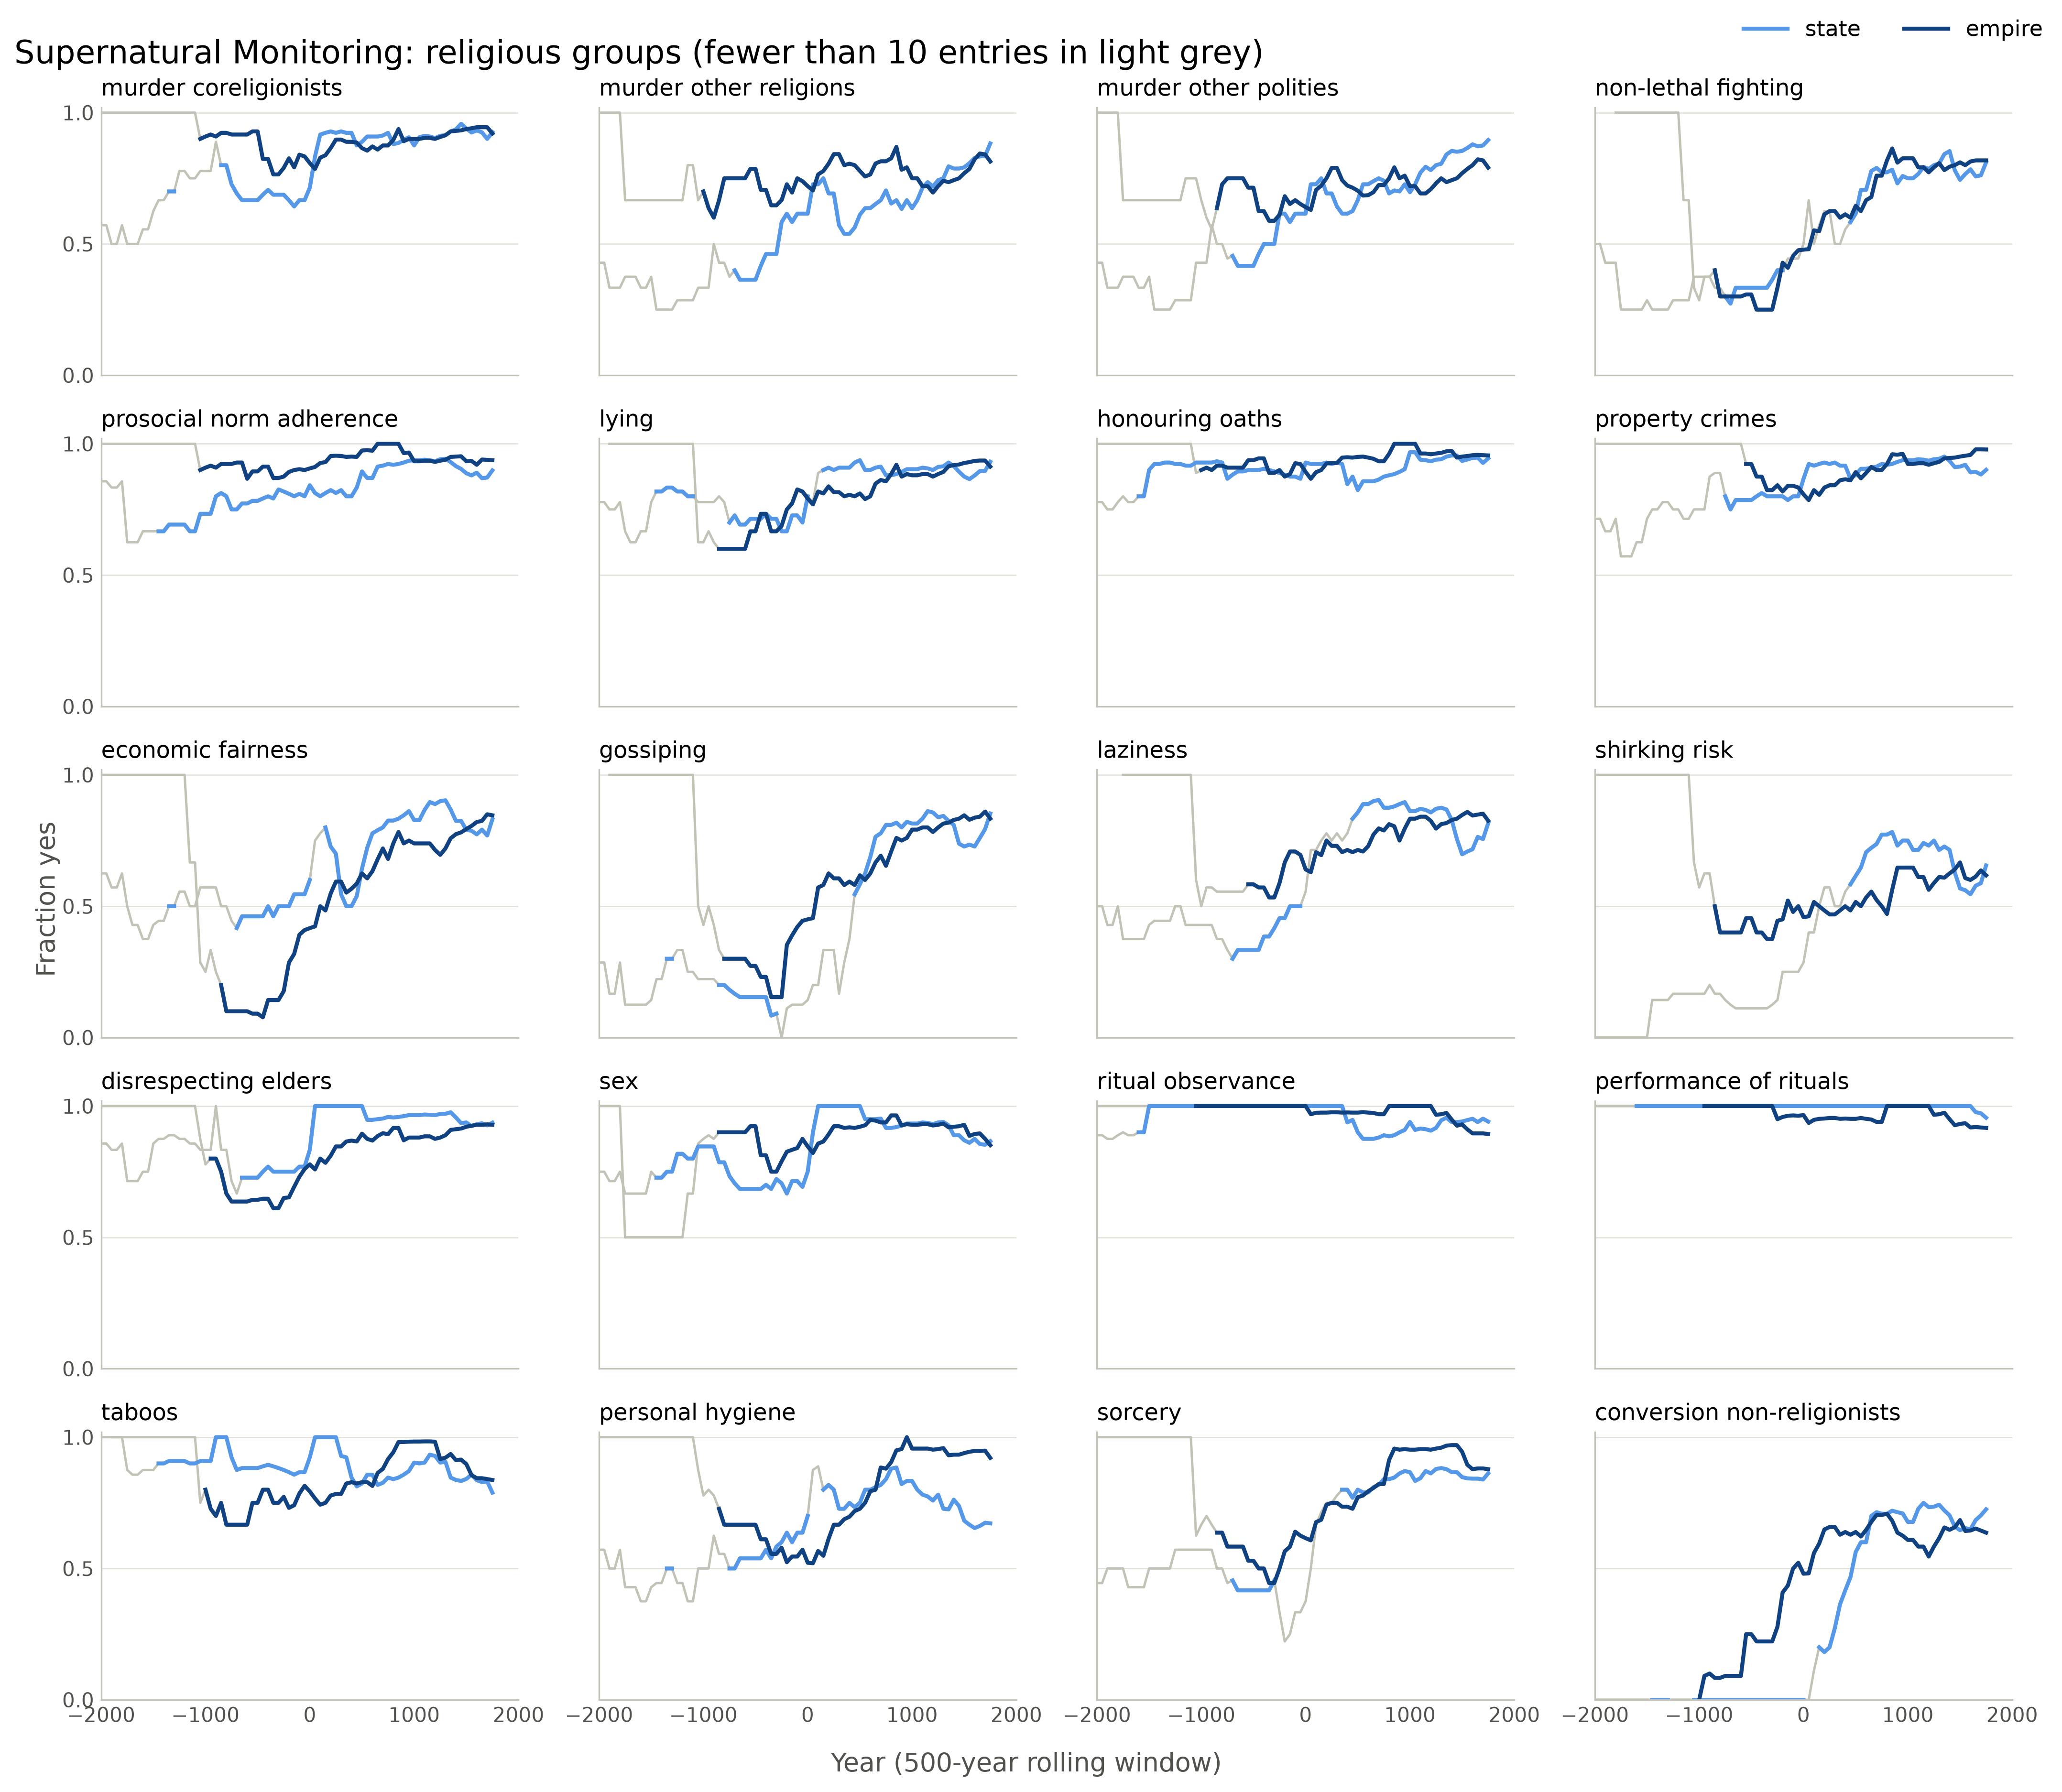 state empire
Supernatural Monitoring: religious groups (fewer than 10 entries in light grey)
murder coreligionists
murder other religions
murder other polities
non-lethal fighting
1.0
0.5
0.0
prosocial norm adherence
lying
honouring oaths
property crimes
1.0
0.5
0.0
economic fairness
gossiping
laziness
shirking risk
1.0
0.5
0.0
Fraction yes
disrespecting elders
sex
ritual observance
performance of rituals
1.0
0.5
0.0
taboos
personal hygiene
sorcery
conversion non-religionists
1.0
0.5
0.0
−2000 −1000 0 1000 2000
−2000 −1000 0 1000 2000
−2000 −1000 0 1000 2000
−2000 −1000 0 1000 2000
Year (500-year rolling window)